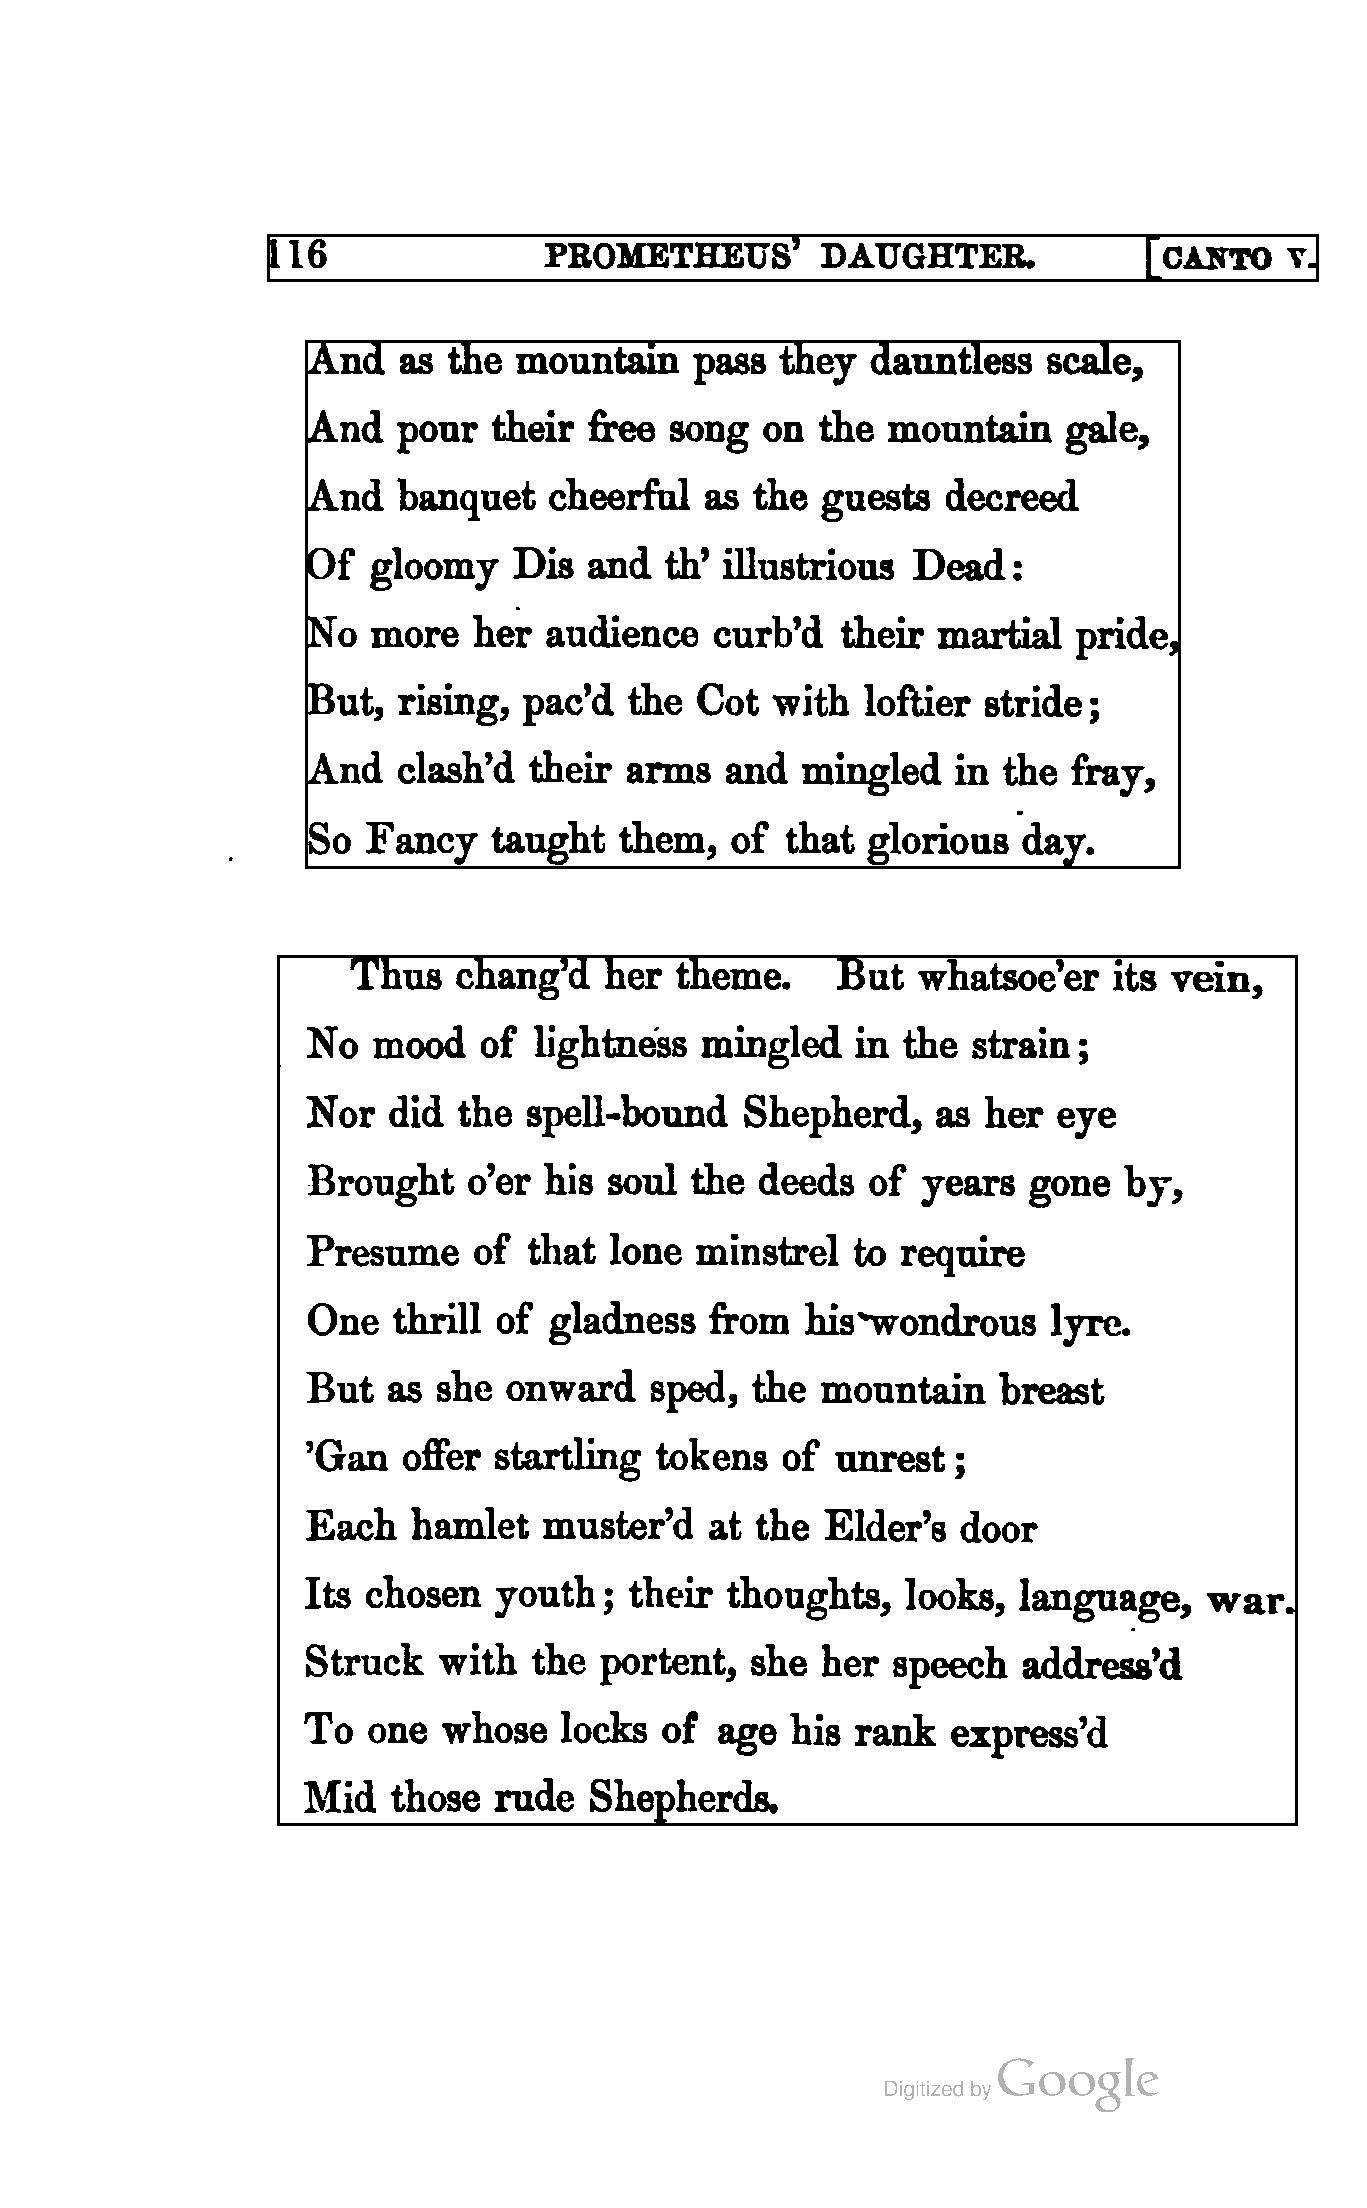 116 PROMETHEUS' DAUGHTER. [CANTO V.
And as the mountain pass they dauntless scale,
And pour their free song on the mountain gale,
And banquet cheerful as the guests decreed
Of gloomy Dis and th' illustrious Dead:
No more her audience curb'd their martial pride,
But, rising, pac'd the Cot with loftier stride;
And clash'd their arms and mingled in the fray,
So Fancy taught them, of that glorious day.
Thus chang'd her theme. But whatsoe'er its vein,
No mood of lightness mingled in the strain;
Nor did the spell-bound Shepherd, as her eye
Brought o'er his soul the deeds of years gone by,
Presume of that lone minstrel to require
One thrill of gladness from his wondrous lyre.
But as she onward sped, the mountain breast
'Gan offer startling tokens of unrest;
Each hamlet muster'd at the Elder's door
Its chosen youth; their thoughts, looks, language, war.
Struck with the portent, she her speech address'd
To one whose locks of age his rank express'd
Mid those rude Shepherds.
Digitized by Google